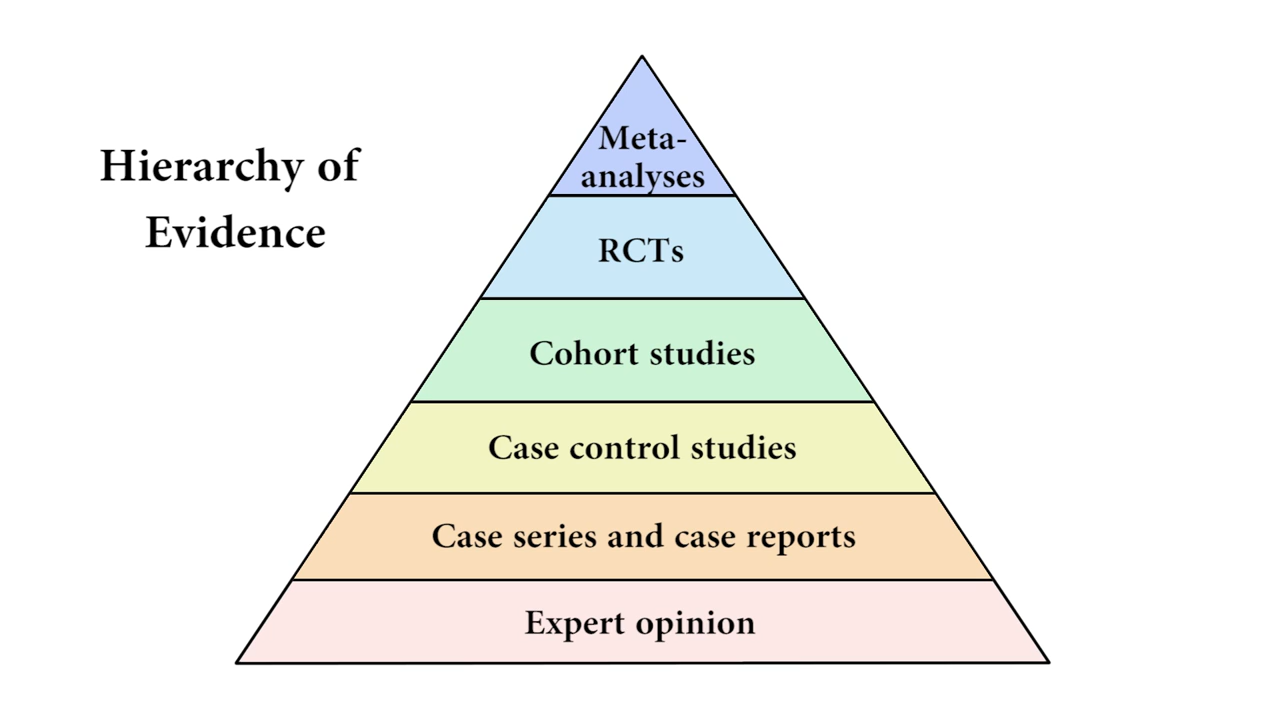 Hierarchy of
Evidence
Meta-
analyses
RCTs
Cohort studies
Case control studies
Case series and case reports
Expert opinion